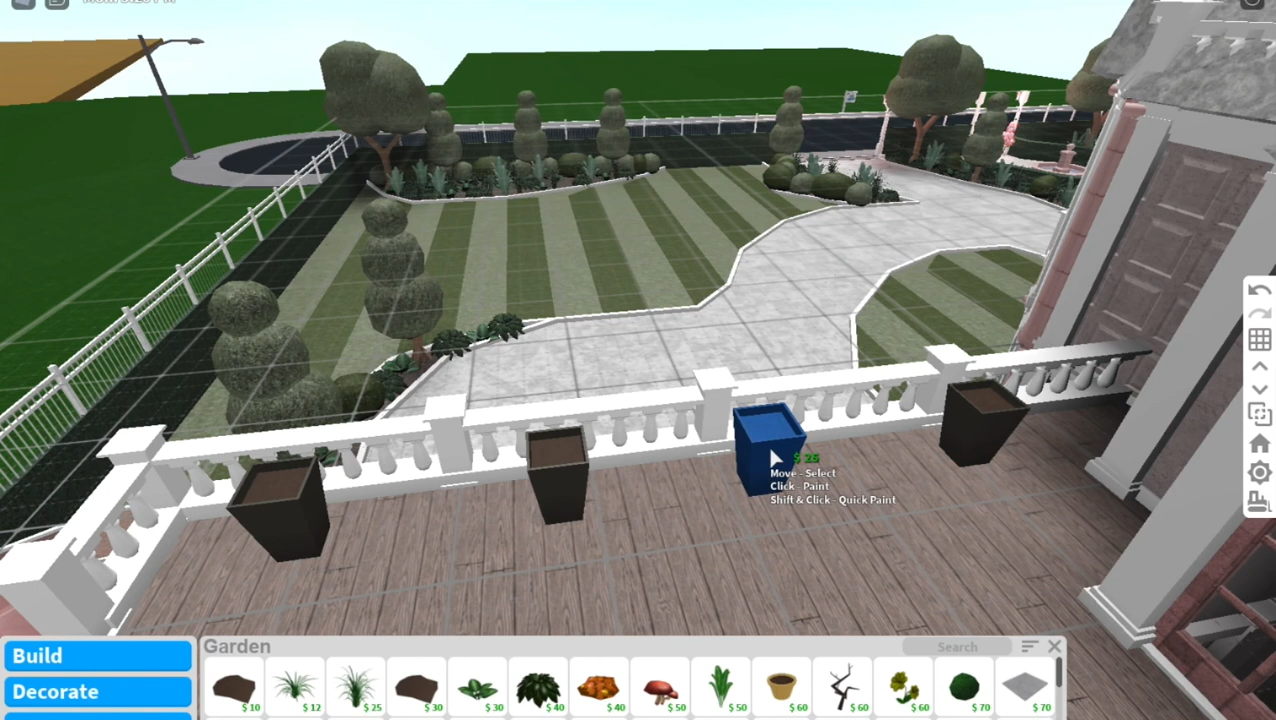 $ 26
Move - Select
Click - Paint
Shift & Click - Quick Paint
Build
Decorate
Garden
Search
$ 10
$ 12
$ 25
$ 30
$ 30
$ 40
$ 40
$ 50
$ 50
$ 60
$ 60
$ 60
$ 70
$ 70